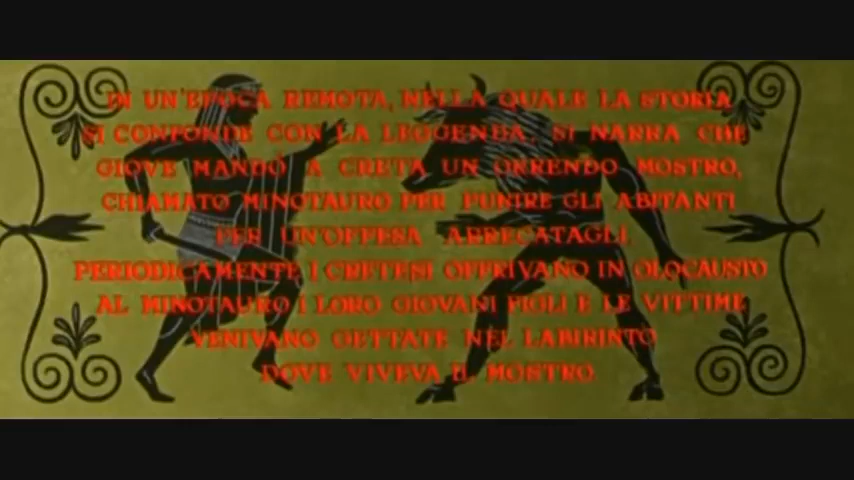 IN UN'EPOCA REMOTA, NELLA QUALE LA STORIA
SI CONFONDE CON LA LEGGENDA, SI NARRA CHE
GIOVE MANDÒ A CRETA UN ORRENDO MOSTRO,
CHIAMATO MINOTAURO PER PUNIRE GLI ABITANTI
PER UN'OFFESA ARRECATAGLI.
PERIODICAMENTE I CRETESI OFFRIVANO IN OLOCAUSTO
AL MINOTAURO I LORO GIOVANI FIGLI E LE VITTIME
VENIVANO GETTATE NEL LABIRINTO
DOVE VIVEVA IL MOSTRO